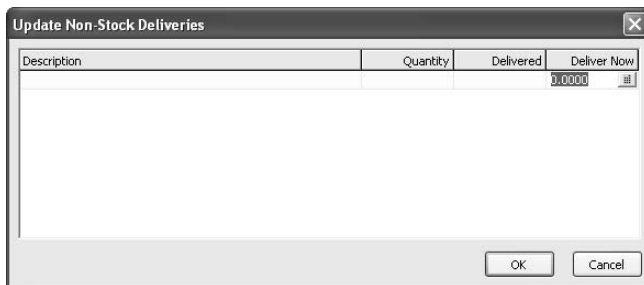 Update Non-Stock Deliveries
Description Quantity Delivered Deliver Now
0.0000
OK Cancel